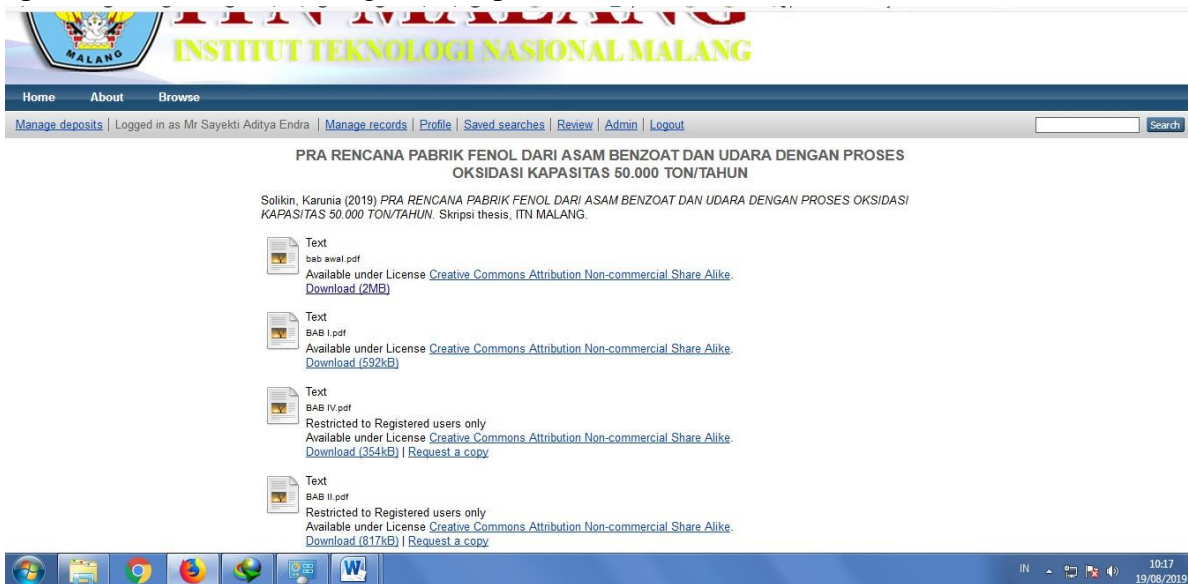 ITN MALANG
INSTITUT TEKNOLOGI NASIONAL MALANG
MALANG
Home About Browse
Manage deposits | Logged in as Mr Sayekti Aditya Endra | Manage records | Profile | Saved searches | Review | Admin | Logout
Search
PRA RENCANA PABRIK FENOL DARI ASAM BENZOAT DAN UDARA DENGAN PROSES
OKSIDASI KAPASITAS 50.000 TON/TAHUN
Solikin, Karunia (2019) PRA RENCANA PABRIK FENOL DARI ASAM BENZOAT DAN UDARA DENGAN PROSES OKSIDASI
KAPASITAS 50.000 TON/TAHUN. Skripsi thesis, ITN MALANG.
Text
bab awal.pdf
Available under License Creative Commons Attribution Non-commercial Share Alike.
Download (2MB)
Text
BAB I.pdf
Available under License Creative Commons Attribution Non-commercial Share Alike.
Download (592kB)
Text
BAB IV.pdf
Restricted to Registered users only
Available under License Creative Commons Attribution Non-commercial Share Alike.
Download (354kB) | Request a copy
Text
BAB II.pdf
Restricted to Registered users only
Available under License Creative Commons Attribution Non-commercial Share Alike.
Download (817kB) | Request a copy
IN
10:17
19/08/2019